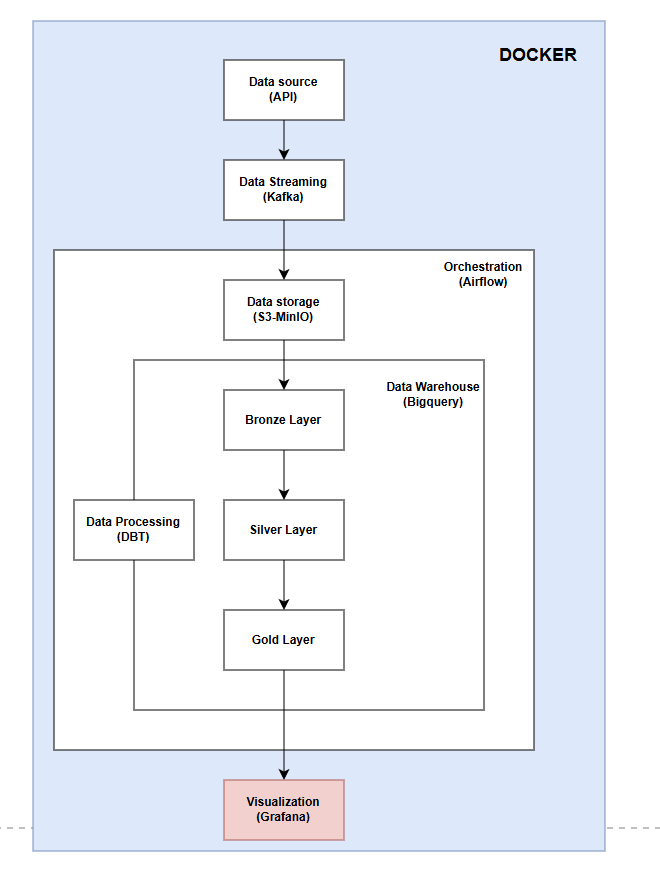 DOCKER
Data source
(API)
Data Streaming
(Kafka)
Orchestration
(Airflow)
Data storage
(S3-MinIO)
Data Warehouse
(Bigquery)
Bronze Layer
Data Processing
(DBT)
Silver Layer
Gold Layer
Visualization
(Grafana)